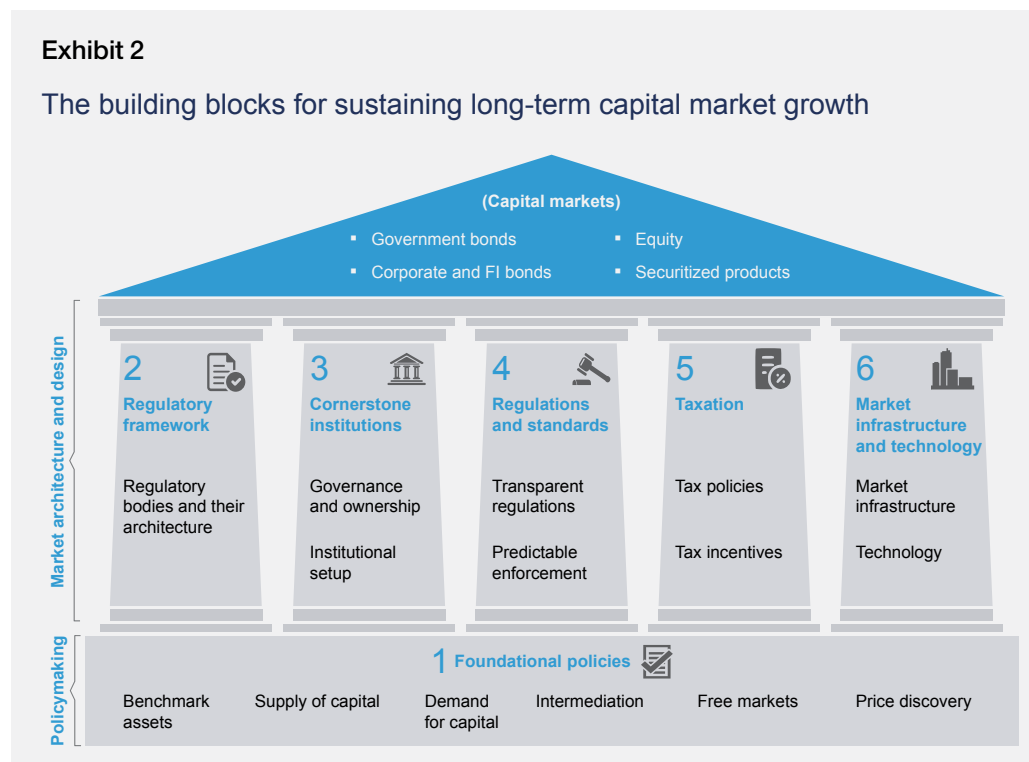 Exhibit 2
The building blocks for sustaining long-term capital market growth
(Capital markets)
▪ Government bonds
▪ Equity
▪ Corporate and FI bonds
▪ Securitized products
Market architecture and design
2
Regulatory
framework
Regulatory
bodies and their
architecture
3
Cornerstone
institutions
Governance
and ownership
Institutional
setup
4
Regulations
and standards
Transparent
regulations
Predictable
enforcement
5
Taxation
Tax policies
Tax incentives
6
Market
infrastructure
and technology
Market
infrastructure
Technology
Policymaking
1 Foundational policies
Benchmark
assets
Supply of capital
Demand
for capital
Intermediation
Free markets
Price discovery